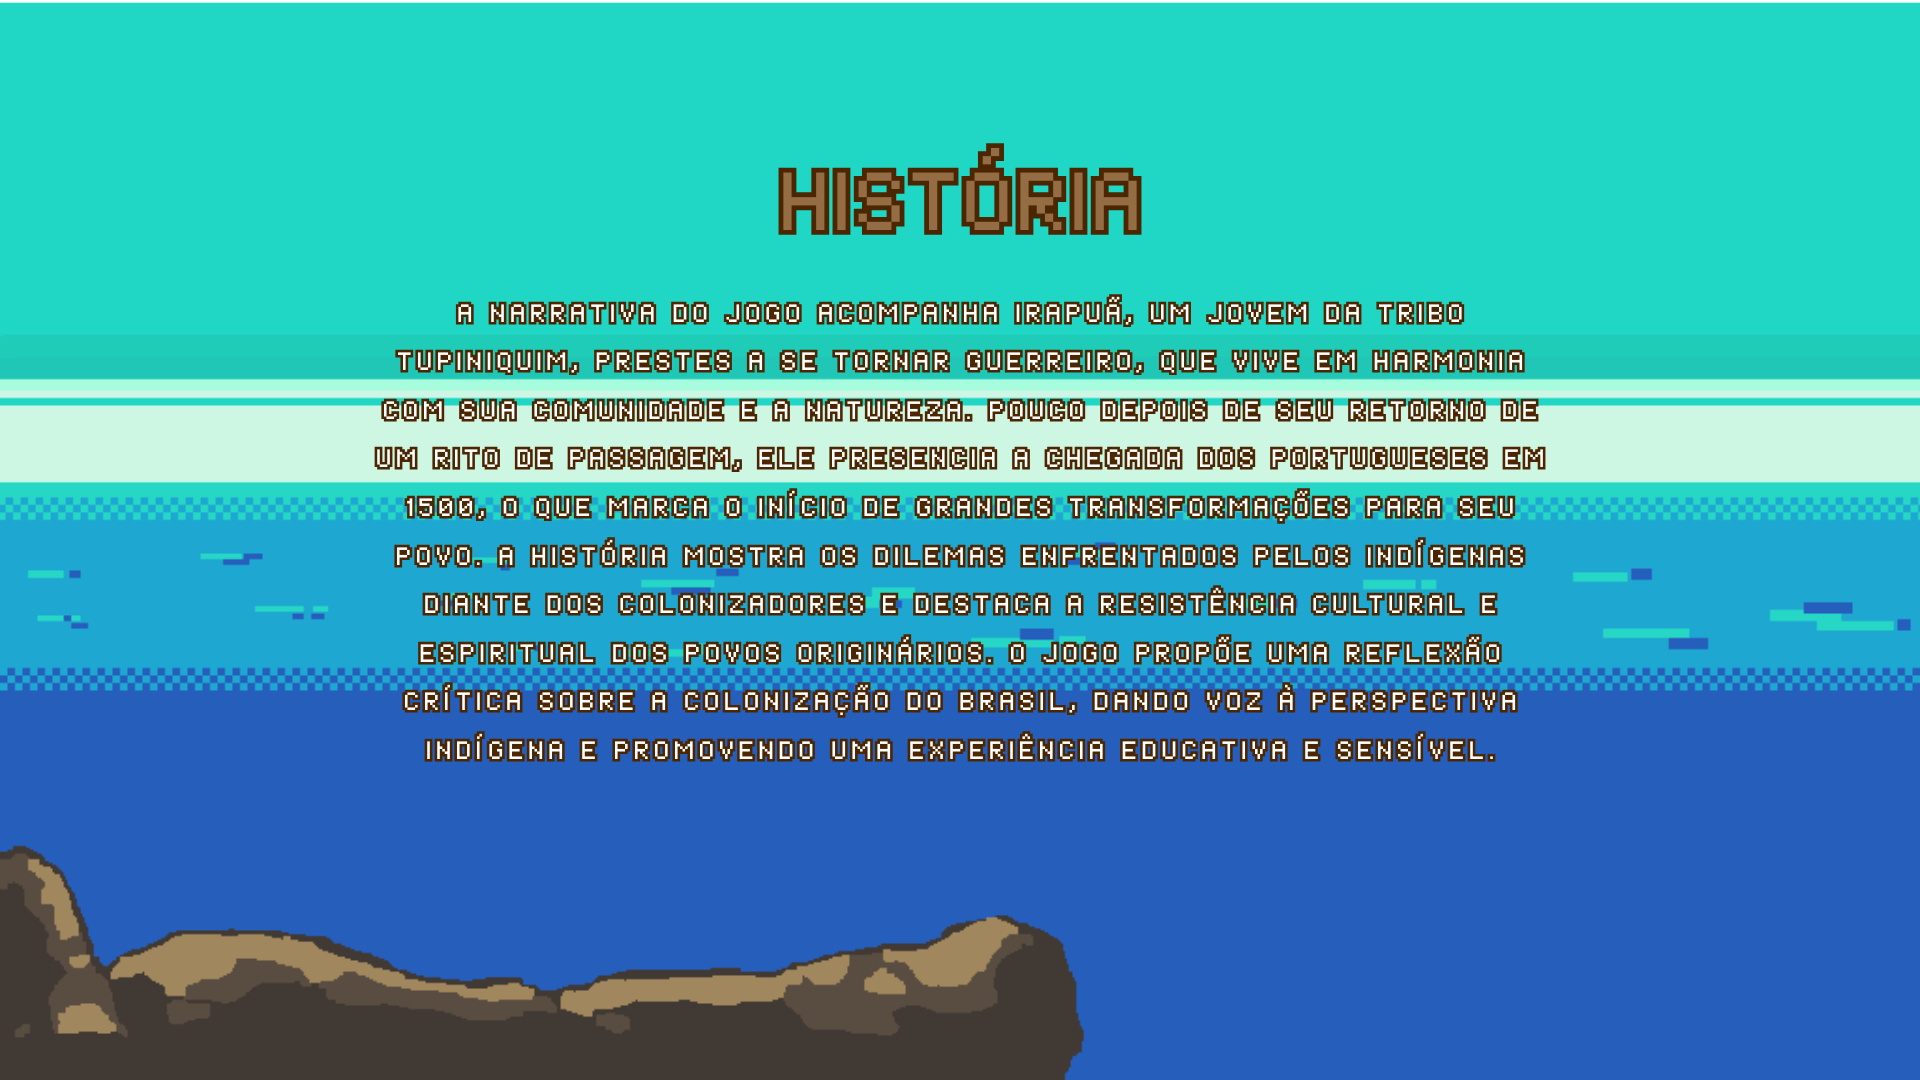 HISTÓRIA
A NARRATIVA DO JOGO ACOMPANHA IRAPUÃ, UM JOVEM DA TRIBO
TUPINIQUIM, PRESTES A SE TORNAR GUERREIRO, QUE VIVE EM HARMONIA
COM SUA COMUNIDADE E A NATUREZA. POUCO DEPOIS DE SEU RETORNO DE
UM RITO DE PASSAGEM, ELE PRESENCIA A CHEGADA DOS PORTUGUESES EM
1500, O QUE MARCA O INÍCIO DE GRANDES TRANSFORMAÇÕES PARA SEU
POVO. A HISTÓRIA MOSTRA OS DILEMAS ENFRENTADOS PELOS INDÍGENAS
DIANTE DOS COLONIZADORES E DESTACA A RESISTÊNCIA CULTURAL E
ESPIRITUAL DOS POVOS ORIGINÁRIOS. O JOGO PROPÕE UMA REFLEXÃO
CRÍTICA SOBRE A COLONIZAÇÃO DO BRASIL, DANDO VOZ À PERSPECTIVA
INDÍGENA E PROMOVENDO UMA EXPERIÊNCIA EDUCATIVA E SENSÍVEL.